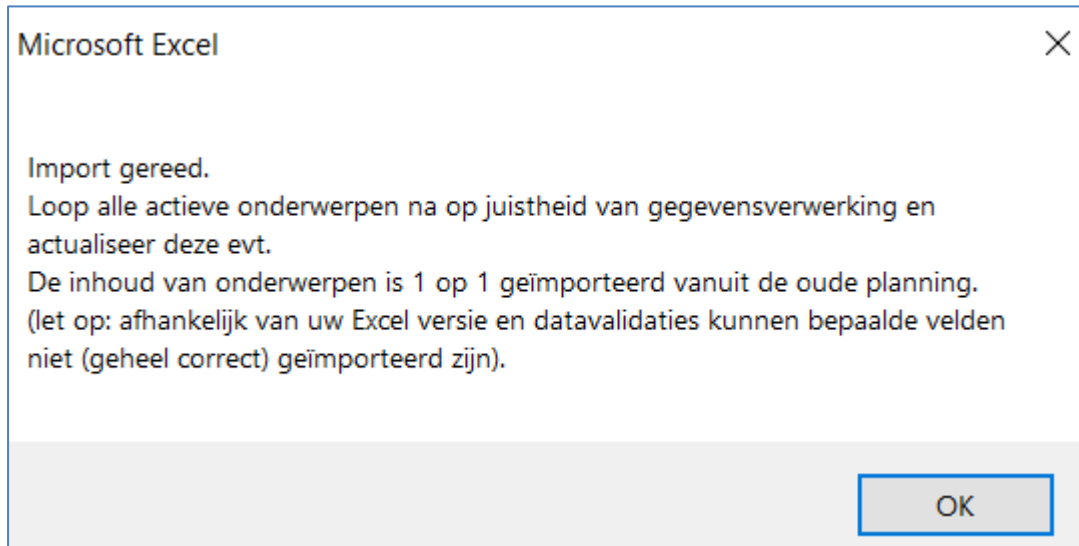 Microsoft Excel
Import gereed.
Loop alle actieve onderwerpen na op juistheid van gegevensverwerking en
actualiseer deze evt.
De inhoud van onderwerpen is 1 op 1 geïmporteerd vanuit de oude planning.
(let op: afhankelijk van uw Excel versie en datavalidaties kunnen bepaalde velden
niet (geheel correct) geïmporteerd zijn).
OK